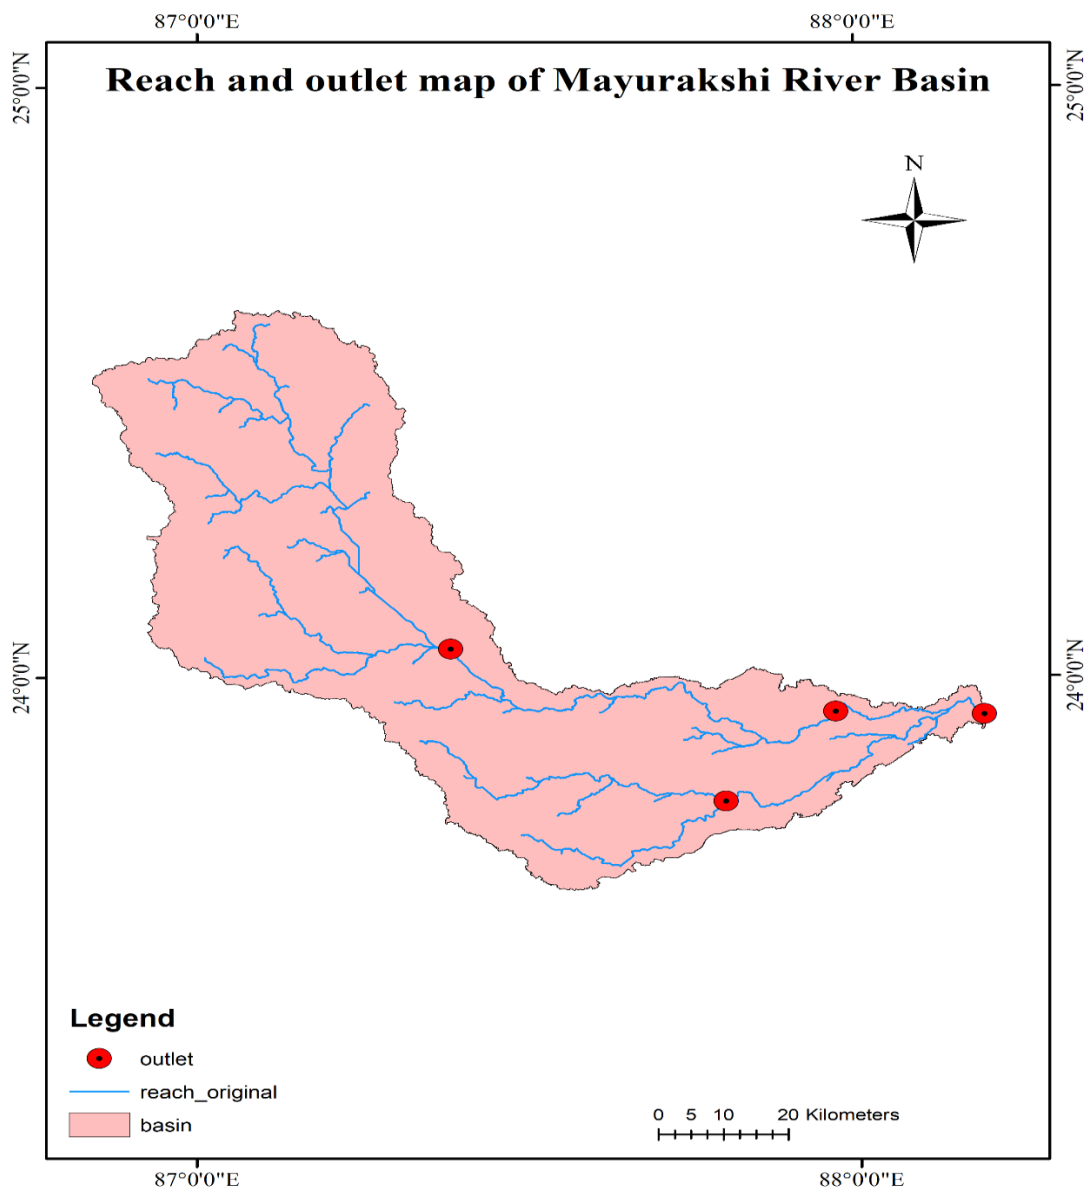 87°0'0"E 88°0'0"E
Reach and outlet map of Mayurakshi River Basin
25°0'0"N 25°0'0"N
N
24°0'0"N 24°0'0"N
Legend
outlet
reach_original
basin
0 5 10 20 Kilometers
87°0'0"E 88°0'0"E